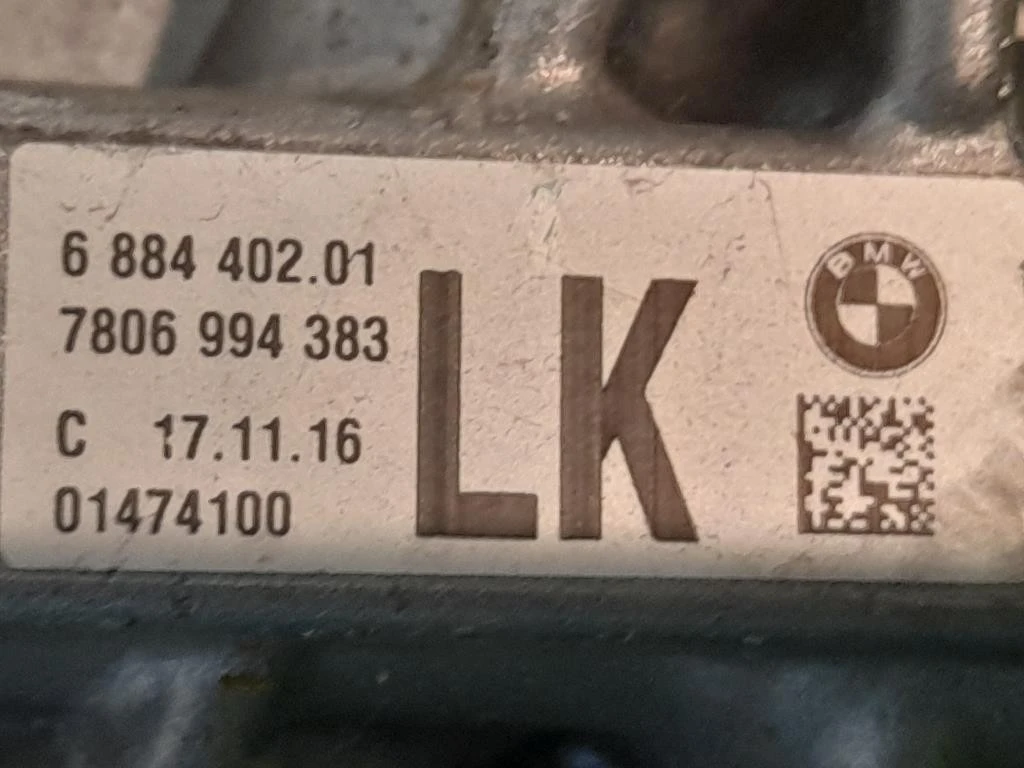 6 884 402.01
7806 994 383
C 17.11.16
01474100
LK
BMW